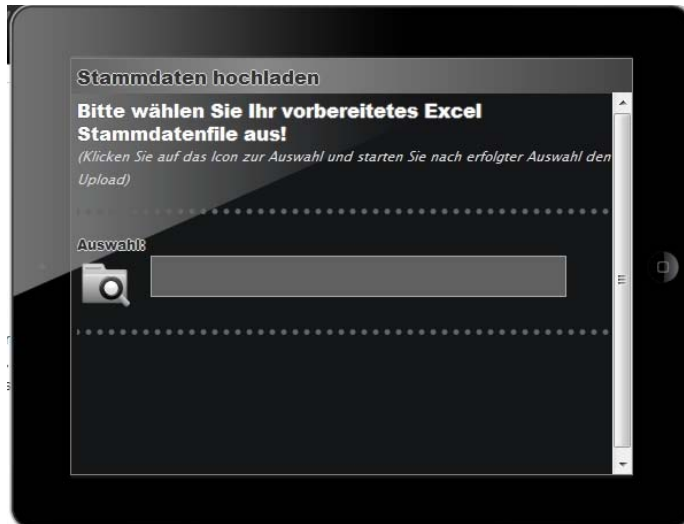 Stammdaten hochladen
Bitte wählen Sie Ihr vorbereitetes Excel
Stammdatenfile aus!
(Klicken Sie auf das Icon zur Auswahl und starten Sie nach erfolgter Auswahl den
Upload)
Auswahl: